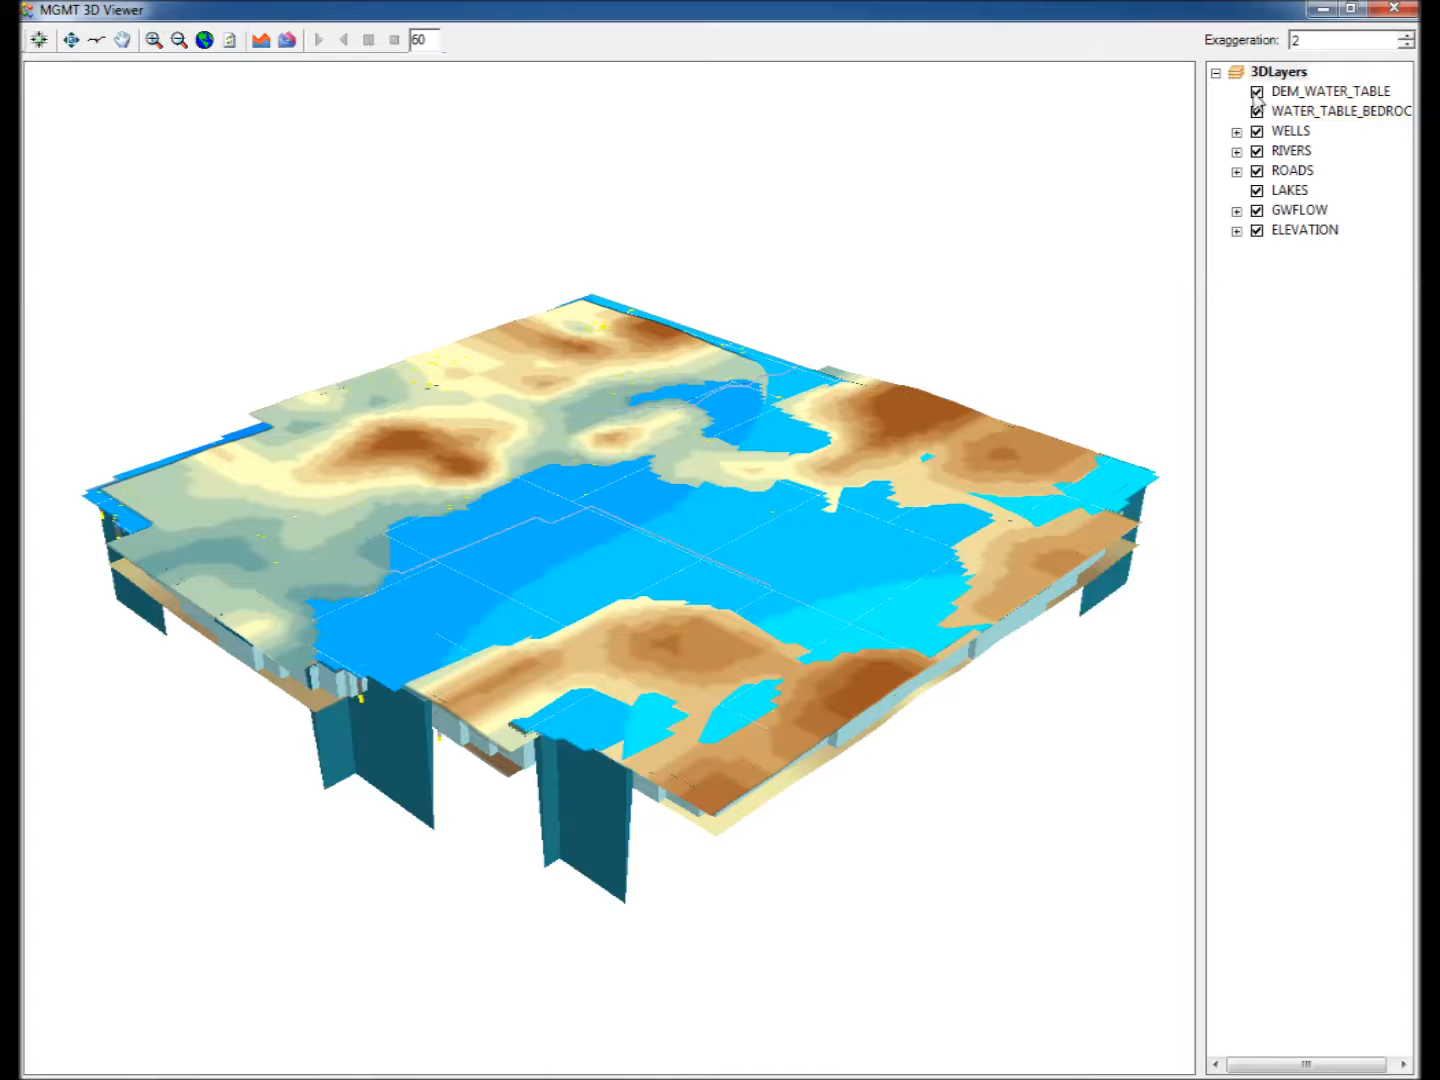 MGMT 3D Viewer
60
Exaggeration: 2
3DLayers
DEM_WATER_TABLE
WATER_TABLE_BEDROC
WELLS
RIVERS
ROADS
LAKES
GWFLOW
ELEVATION